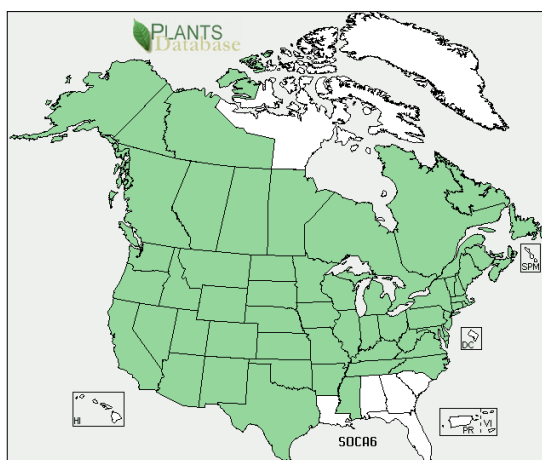 PLANTS
Database
SPM
DC
HI
PR
VI
SOCA6